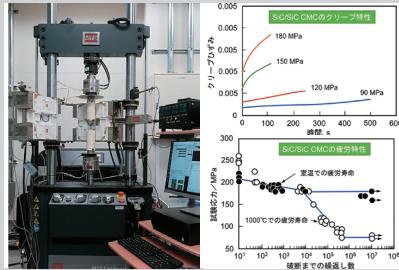 SiC/SiC CMCのクリープ特性
0.005
0.005
0.005
0.005
0.005
0
クリープひずみ
180 MPa
150 MPa
120 MPa
90 MPa
0 100 200 300 400 500 600
時間, s
SiC/SiC CMCの疲労特性
300
250
200
150
100
50
試験応力／MPa
室温での疲労寿命
1000℃での疲労寿命
10¹ 10² 10³ 10⁴ 10⁵ 10⁶ 10⁷ 10⁸
破断までの繰返し数
MTS